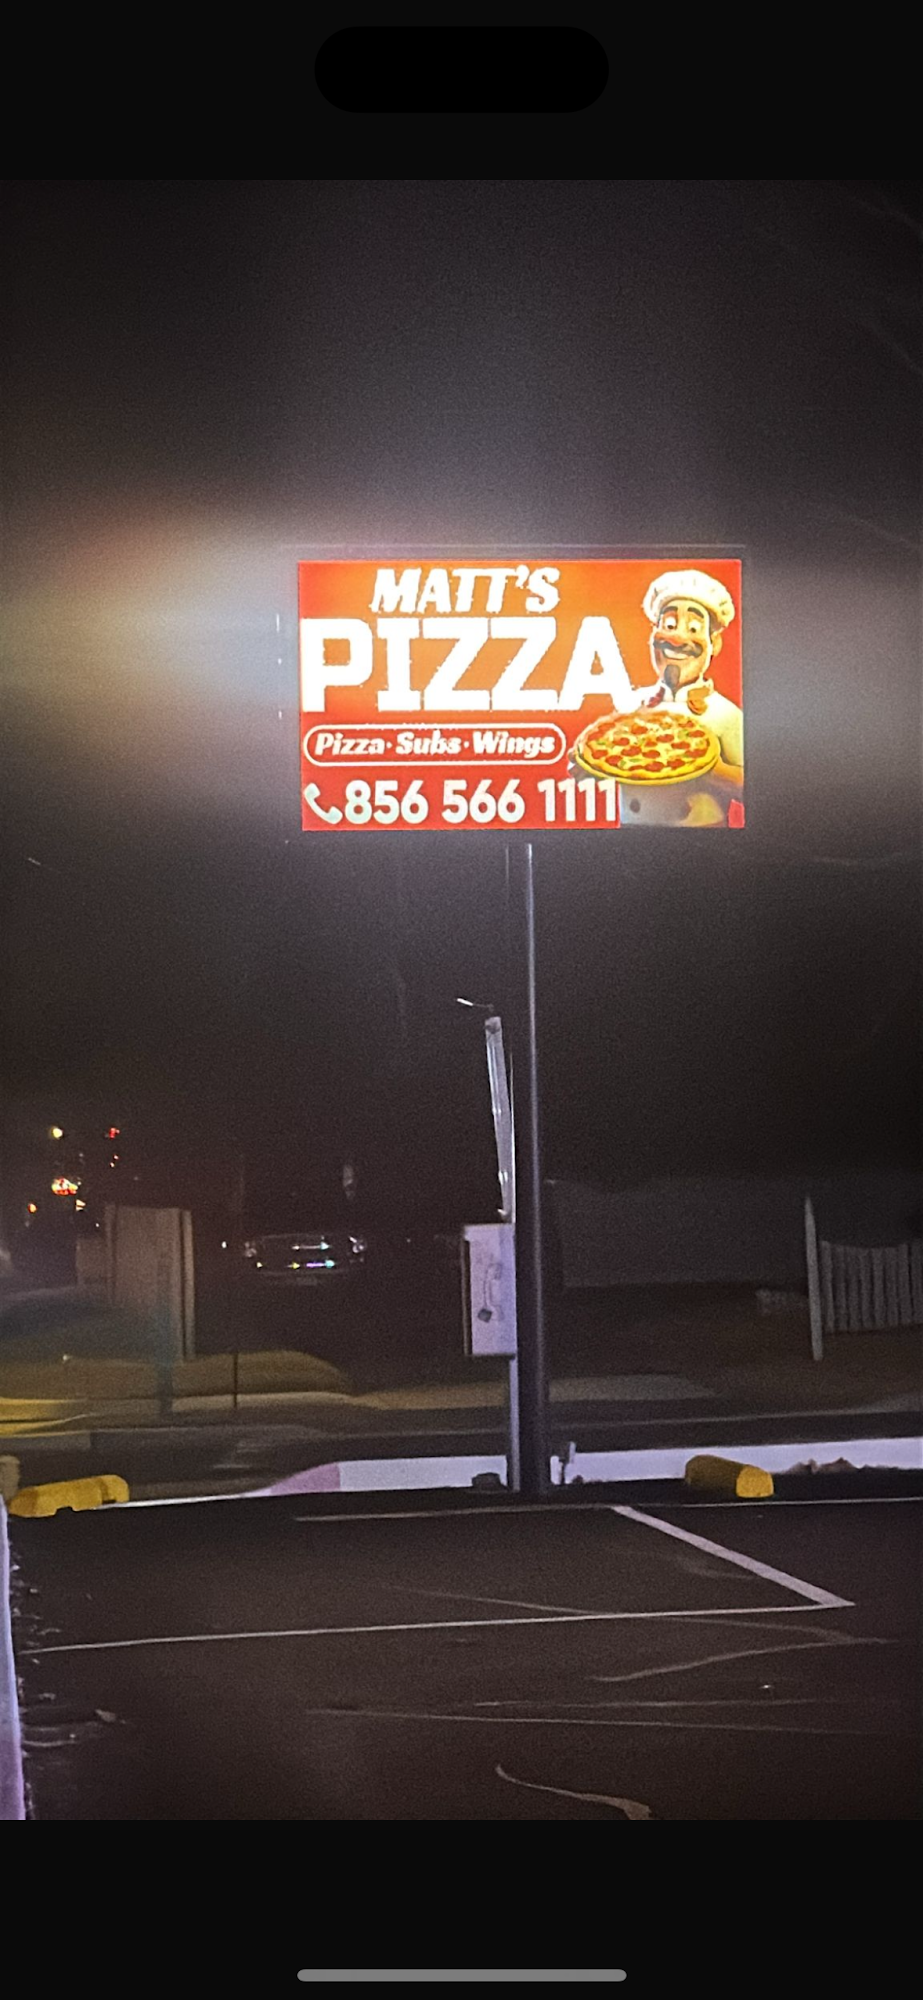 MATT'S
PIZZA
Pizza·Subs·Wings
856 566 1111